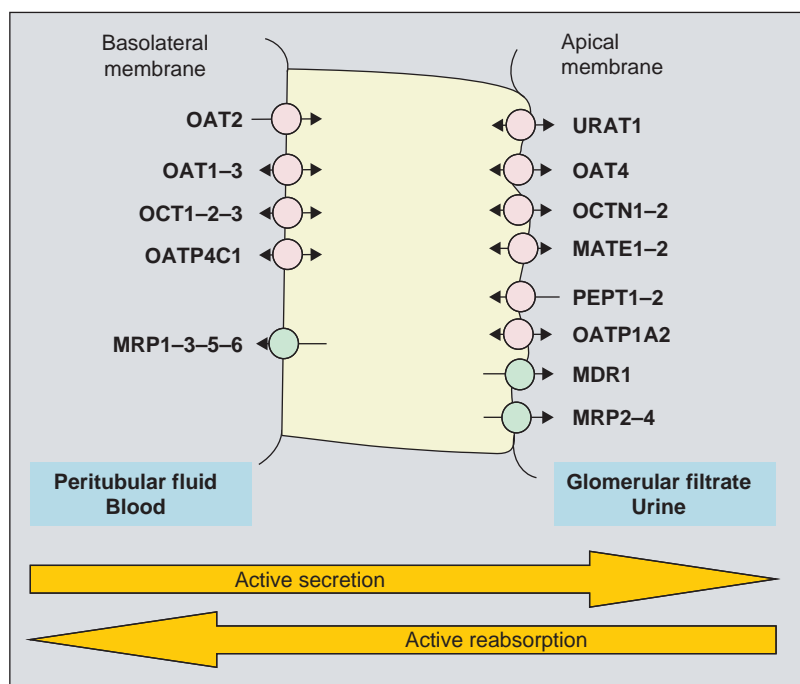 Basolateral
membrane
Apical
membrane
OAT2
OAT1–3
OCT1–2–3
OATP4C1
MRP1–3–5–6
URAT1
OAT4
OCTN1–2
MATE1–2
PEPT1–2
OATP1A2
MDR1
MRP2–4
Peritubular fluid
Blood
Glomerular filtrate
Urine
Active secretion
Active reabsorption